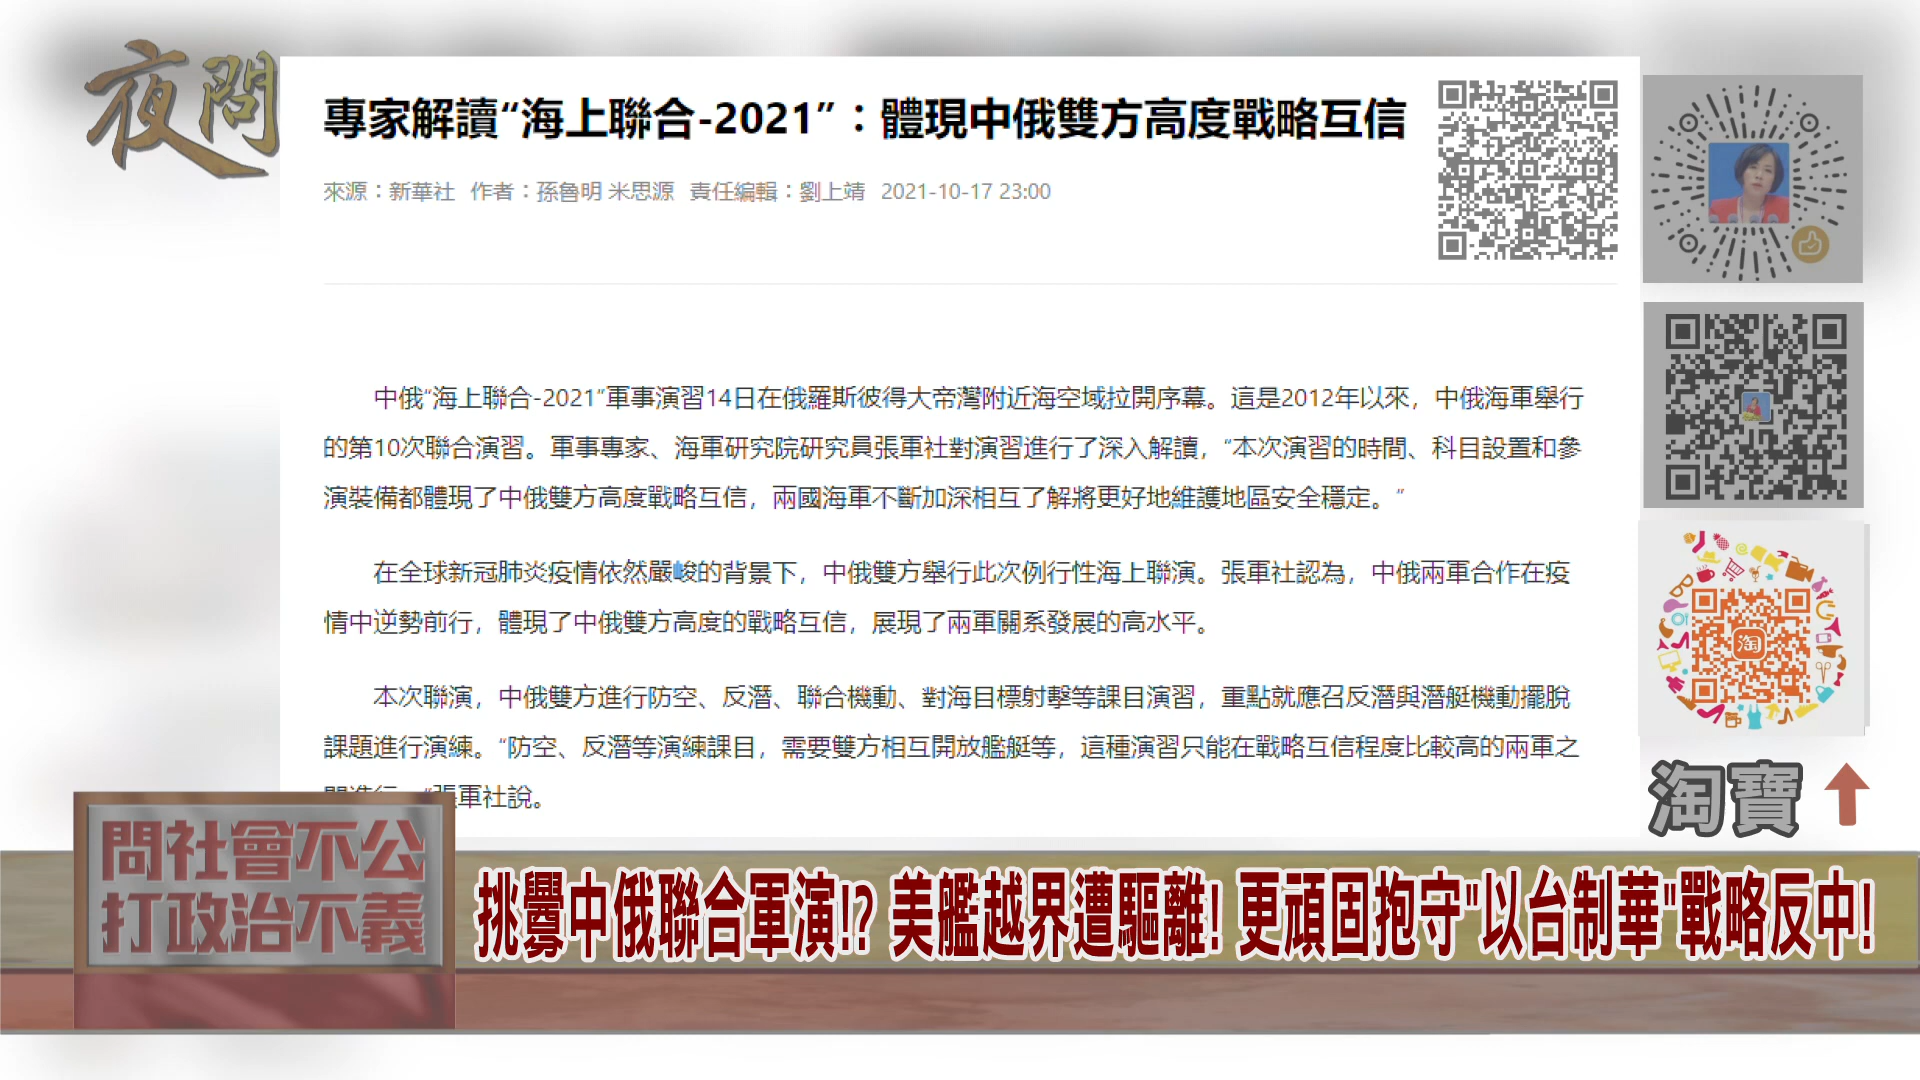 夜問
專家解讀“海上聯合-2021”：體現中俄雙方高度戰略互信
來源：新華社 作者：孫魯明 米思源 責任編輯：劉上靖 2021-10-17 23:00
中俄“海上聯合-2021”軍事演習14日在俄羅斯彼得大帝灣附近海空域拉開序幕。這是2012年以來，中俄海軍舉行
的第10次聯合演習。軍事專家、海軍研究院研究員張軍社對演習進行了深入解讀，“本次演習的時間、科目設置和參
演裝備都體現了中俄雙方高度戰略互信，兩國海軍不斷加深相互了解將更好地維護地區安全穩定。”
在全球新冠肺炎疫情依然嚴峻的背景下，中俄雙方舉行此次例行性海上聯演。張軍社認為，中俄兩軍合作在疫
情中逆勢前行，體現了中俄雙方高度的戰略互信，展現了兩軍關系發展的高水平。
本次聯演，中俄雙方進行防空、反潛、聯合機動、對海目標射擊等課目演習，重點就應召反潛與潛艇機動擺脫
課題進行演練。“防空、反潛等演練課目，需要雙方相互開放艦艇等，這種演習只能在戰略互信程度比較高的兩軍之
張軍社說。
淘
淘寶
問社會不公
打政治不義
挑釁中俄聯合軍演!? 美艦越界遭驅離! 更頑固抱守"以台制華"戰略反中!